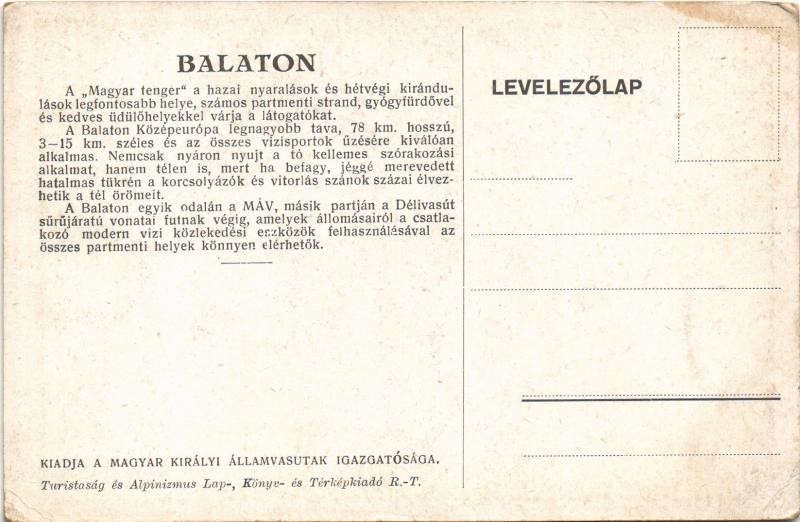 BALATON
A „Magyar tenger“ a hazai nyaralások és hétvégi kirándu-
lások legfontosabb helye, számos partmenti strand, gyógyfürdővel
és kedves üdülőhelyekkel várja a látogatókat.
A Balaton Középeurópa legnagyobb tava, 78 km. hosszú,
3—15 km. széles és az összes vizisportok űzésére kiválóan
alkalmas. Nemcsak nyáron nyujt a tó kellemes szórakozási
alkalmat, hanem télen is, mert ha befagy, jéggé merevedett
hatalmas tükrén a korcsolyázók és vitorlás szánok százai élvez-
hetik a tél örömeit.
A Balaton egyik odalán a MÁV, másik partján a Délivasút
sűrűjáratú vonatai futnak végig, amelyek állomásairól a csatla-
kozó modern vizi közlekedési eszközök felhasználásával az
összes partmenti helyek könnyen elérhetők.
KIADJA A MAGYAR KIRÁLYI ÁLLAMVASUTAK IGAZGATÓSÁGA.
Turistaság és Alpinizmus Lap-, Könyv- és Térképkiadó R.-T.
LEVELEZŐLAP